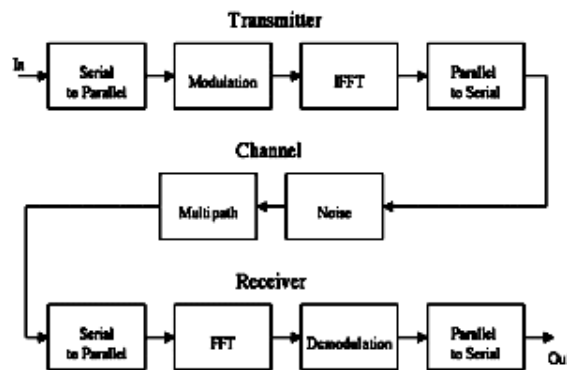 Transmitter
In
Serial
to Parallel
Modulation
IFFT
Parallel
to Serial
Channel
Multipath
Noise
Receiver
Serial
to Parallel
FFT
Demodulation
Parallel
to Serial
Ou